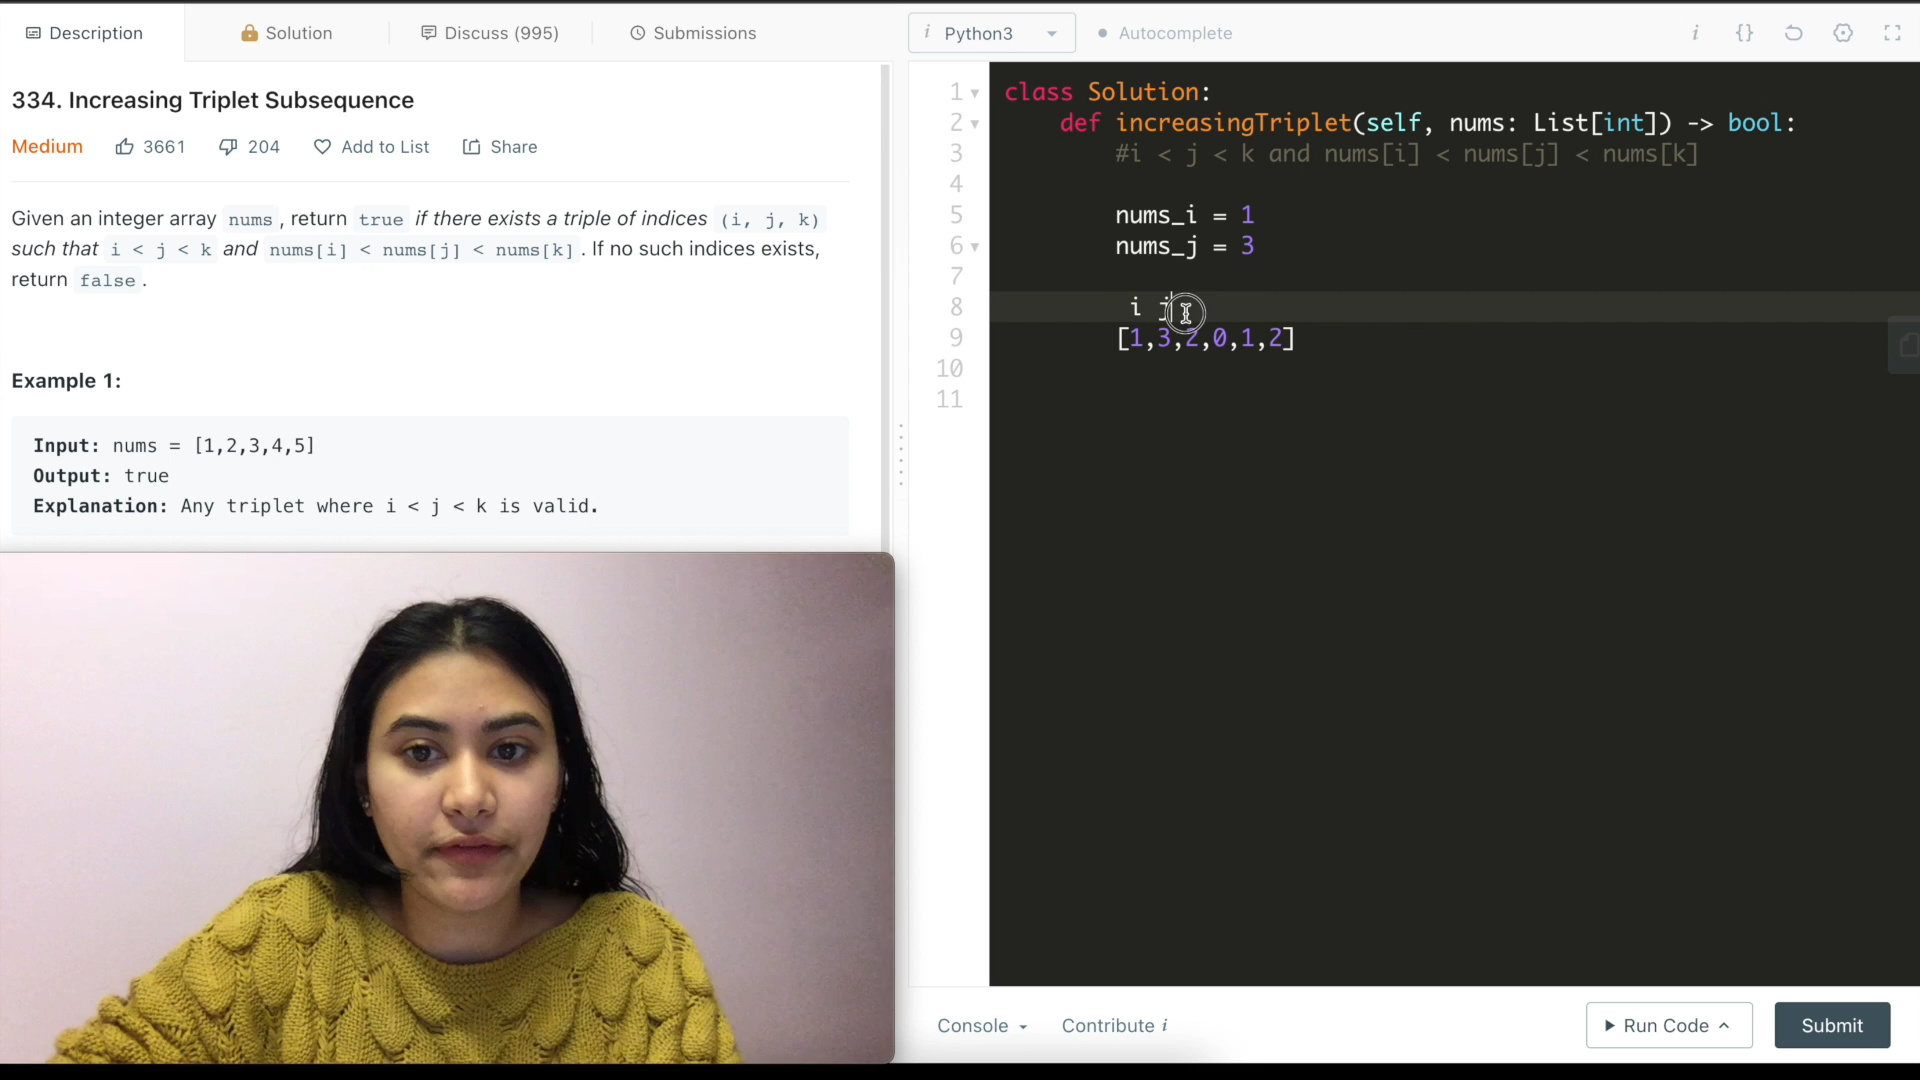 Description
Solution
Discuss (995)
Submissions
334. Increasing Triplet Subsequence
Medium 3661 204 Add to List Share
Given an integer array nums , return true if there exists a triple of indices (i, j, k)
such that i < j < k and nums[i] < nums[j] < nums[k] . If no such indices exists,
return false .
Example 1:
Input: nums = [1,2,3,4,5]
Output: true
Explanation: Any triplet where i < j < k is valid.
i Python3
Autocomplete
i {}
1 class Solution:
2 def increasingTriplet(self, nums: List[int]) -> bool:
3 #i < j < k and nums[i] < nums[j] < nums[k]
4
5 nums_i = 1
6 nums_j = 3
7
8 i j
9 [1,3,2,0,1,2]
10
11
Console Contribute i
Run Code Submit